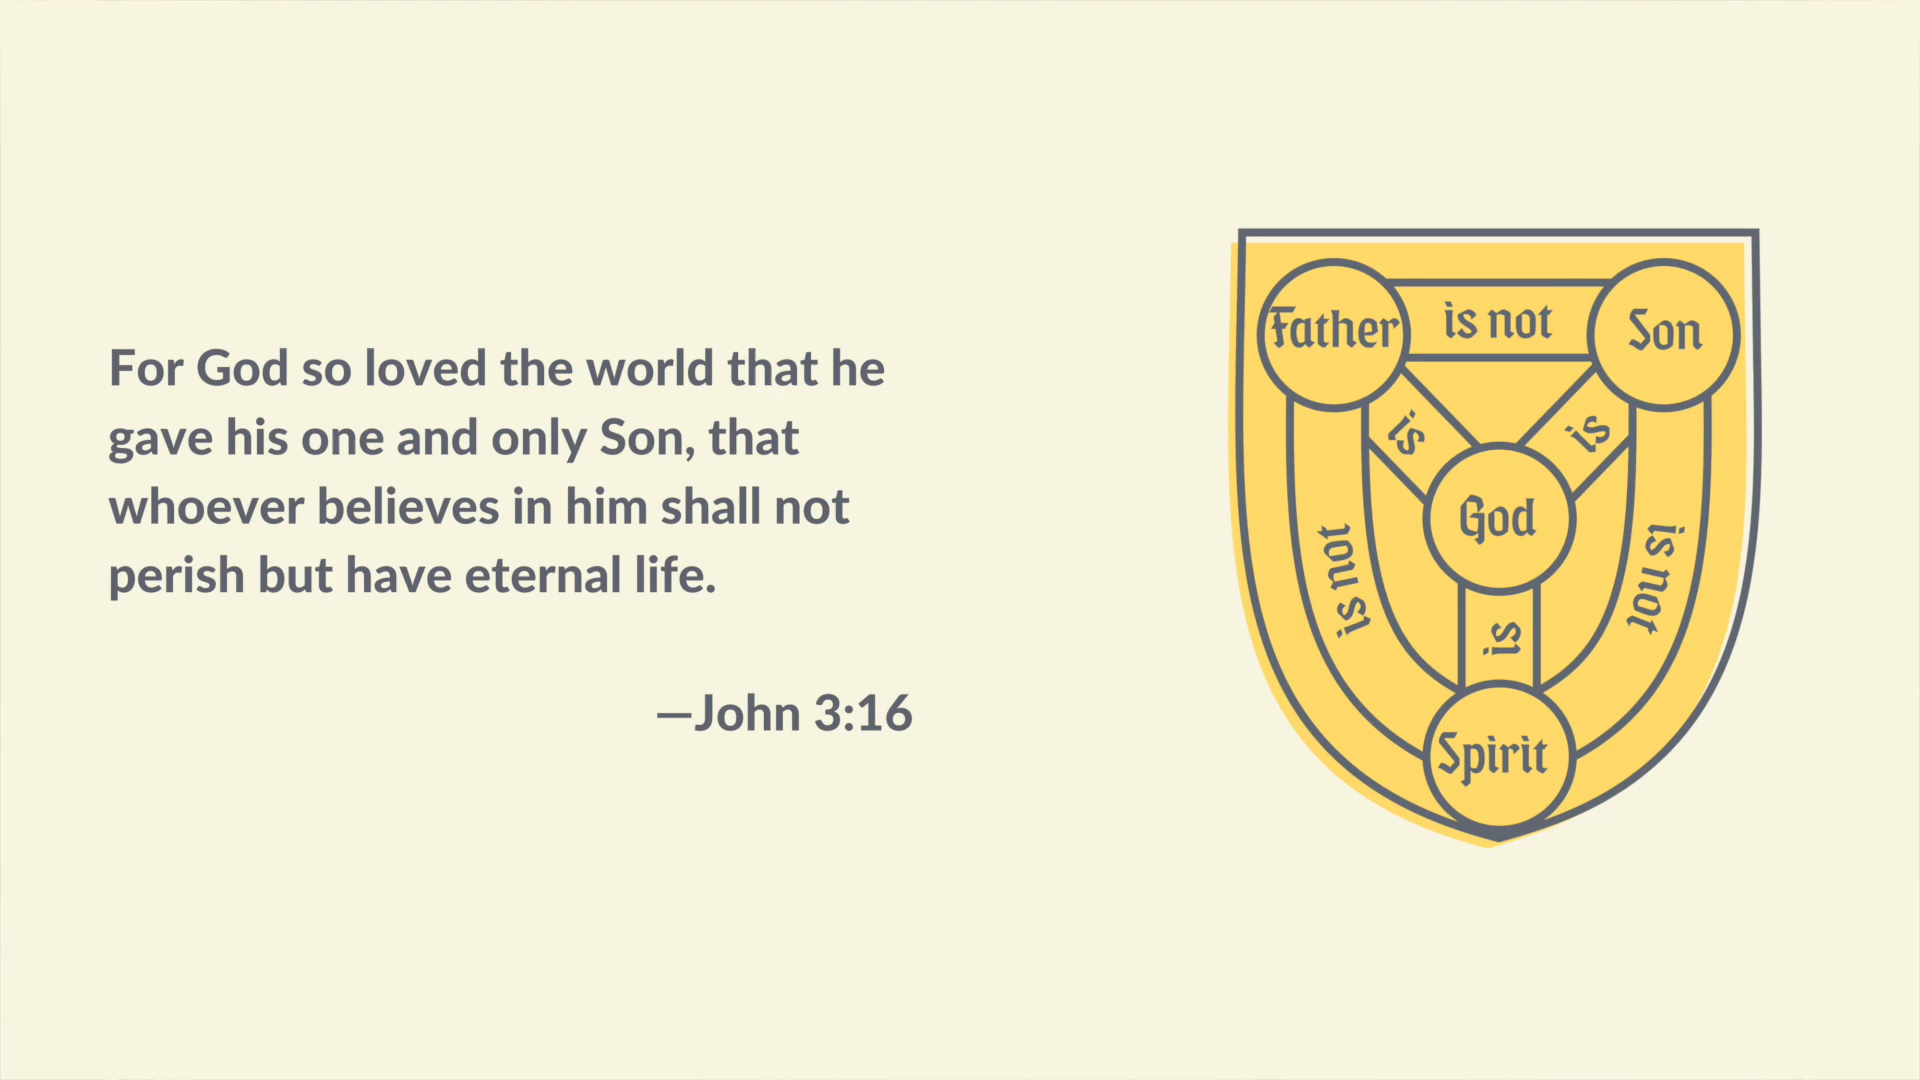 For God so loved the world that he
gave his one and only Son, that
whoever believes in him shall not
perish but have eternal life.
—John 3:16
Father is not Son
is is
God
is not is is not
Spirit